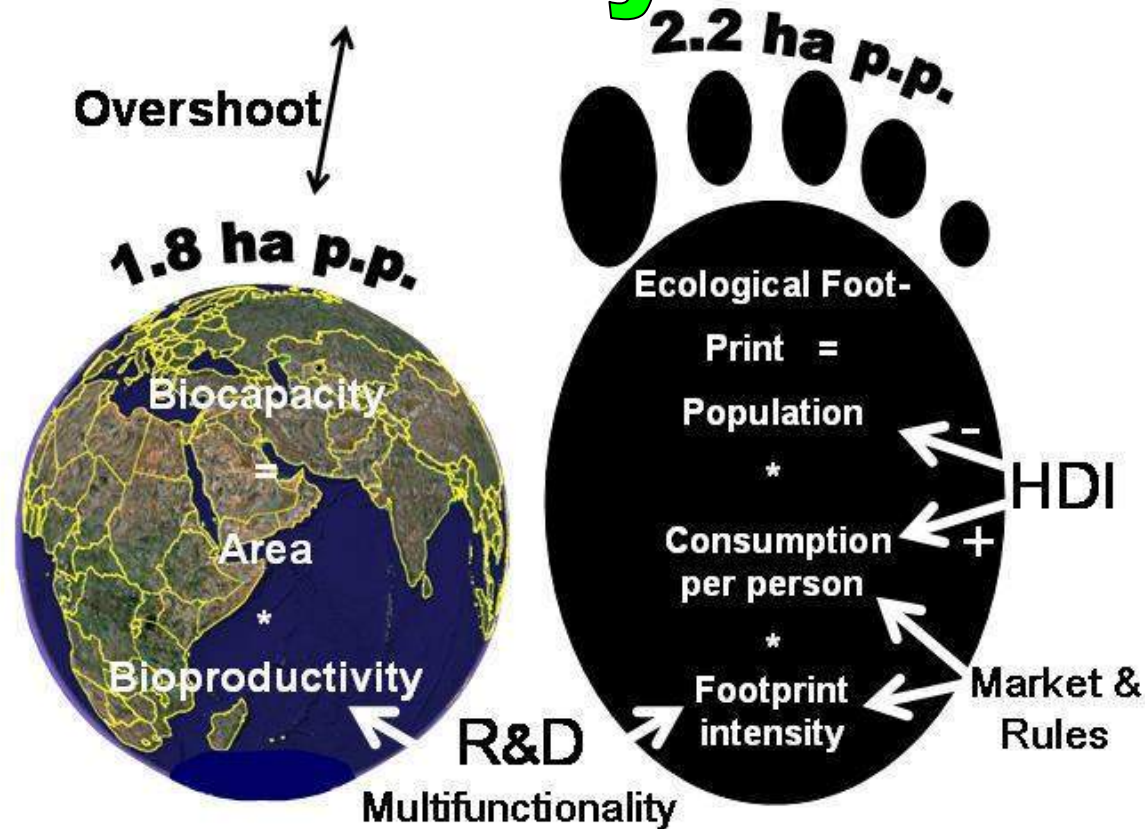 Overshoot
1.8 ha p.p.
Biocapacity
=
Area
*
Bioproductivity
2.2 ha p.p.
Ecological Foot-
Print =
Population
*
Consumption
per person
*
Footprint
intensity
-
HDI
+
Market &
Rules
R&D
Multifunctionality